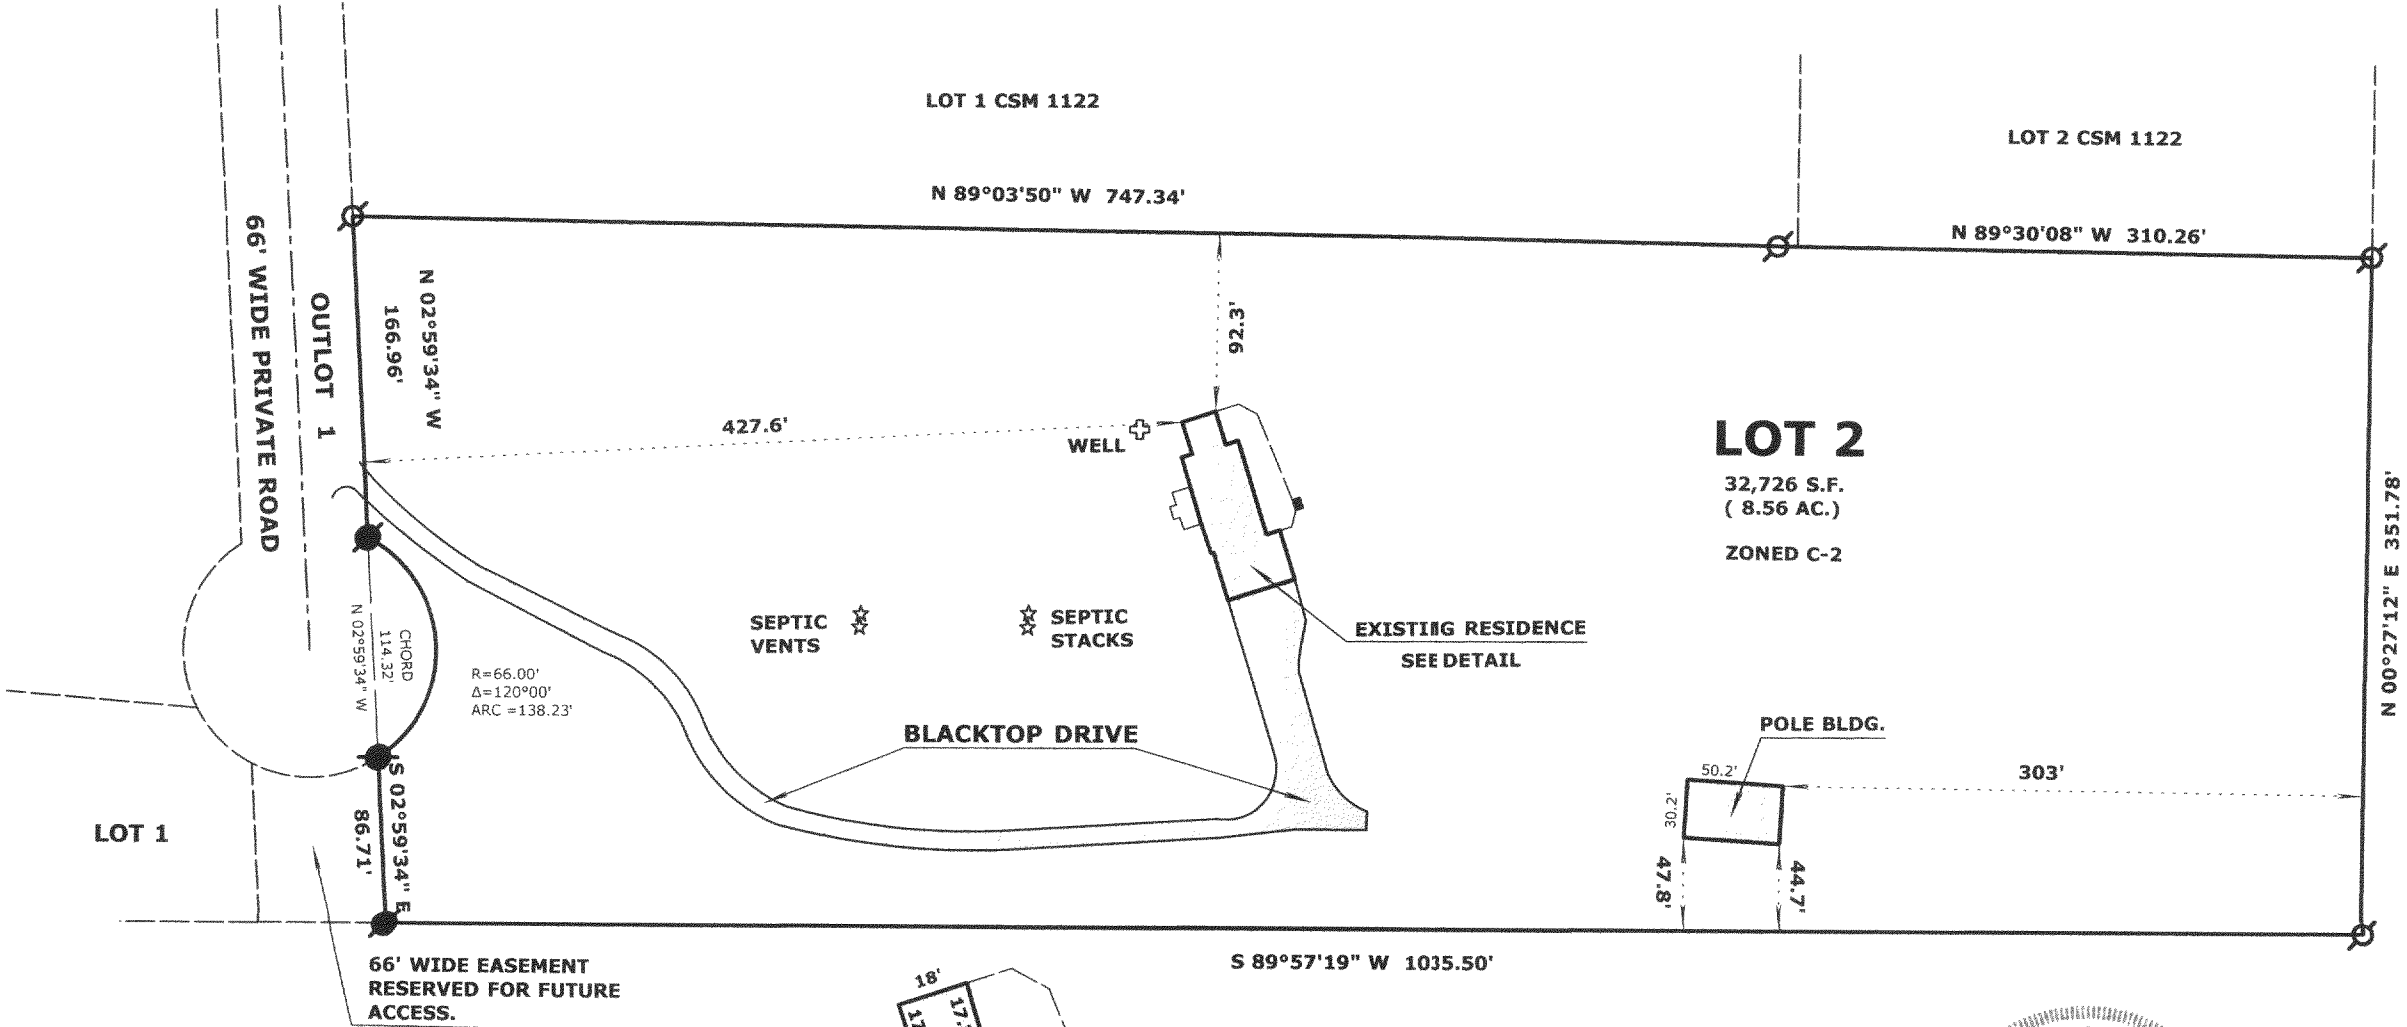 LOT 1 CSM 1122
LOT 2 CSM 1122
N 89°03'50" W 747.34'
N 89°30'08" W 310.26'
66' WIDE PRIVATE ROAD
OUTLOT 1
N 02°59'34" W
166.96'
92.3'
427.6'
WELL
LOT 2
32,726 S.F.
( 8.56 AC.)
ZONED C-2
N 00°27'12" E 351.78'
CHORD
114.32'
N 02°59'34" W
R=66.00'
Δ=120°00'
ARC =138.23'
SEPTIC
VENTS
SEPTIC
STACKS
EXISTING RESIDENCE
SEE DETAIL
BLACKTOP DRIVE
POLE BLDG.
50.2'
30.2'
303'
47.8'
44.7'
LOT 1
S 02°59'34" E
86.71'
66' WIDE EASEMENT
RESERVED FOR FUTURE
ACCESS.
S 89°57'19" W 1035.50'
18'